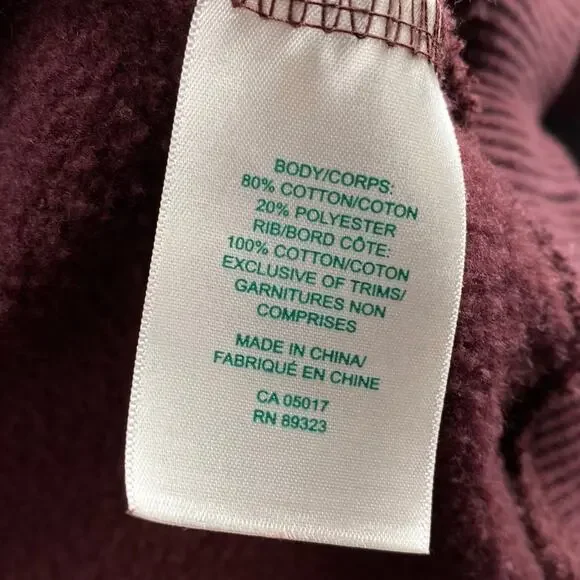 BODY/CORPS:
80% COTTON/COTON
20% POLYESTER
RIB/BORD CÔTE:
100% COTTON/COTON
EXCLUSIVE OF TRIMS/
GARNITURES NON
COMPRISES
MADE IN CHINA/
FABRIQUÉ EN CHINE
CA 05017
RN 89323